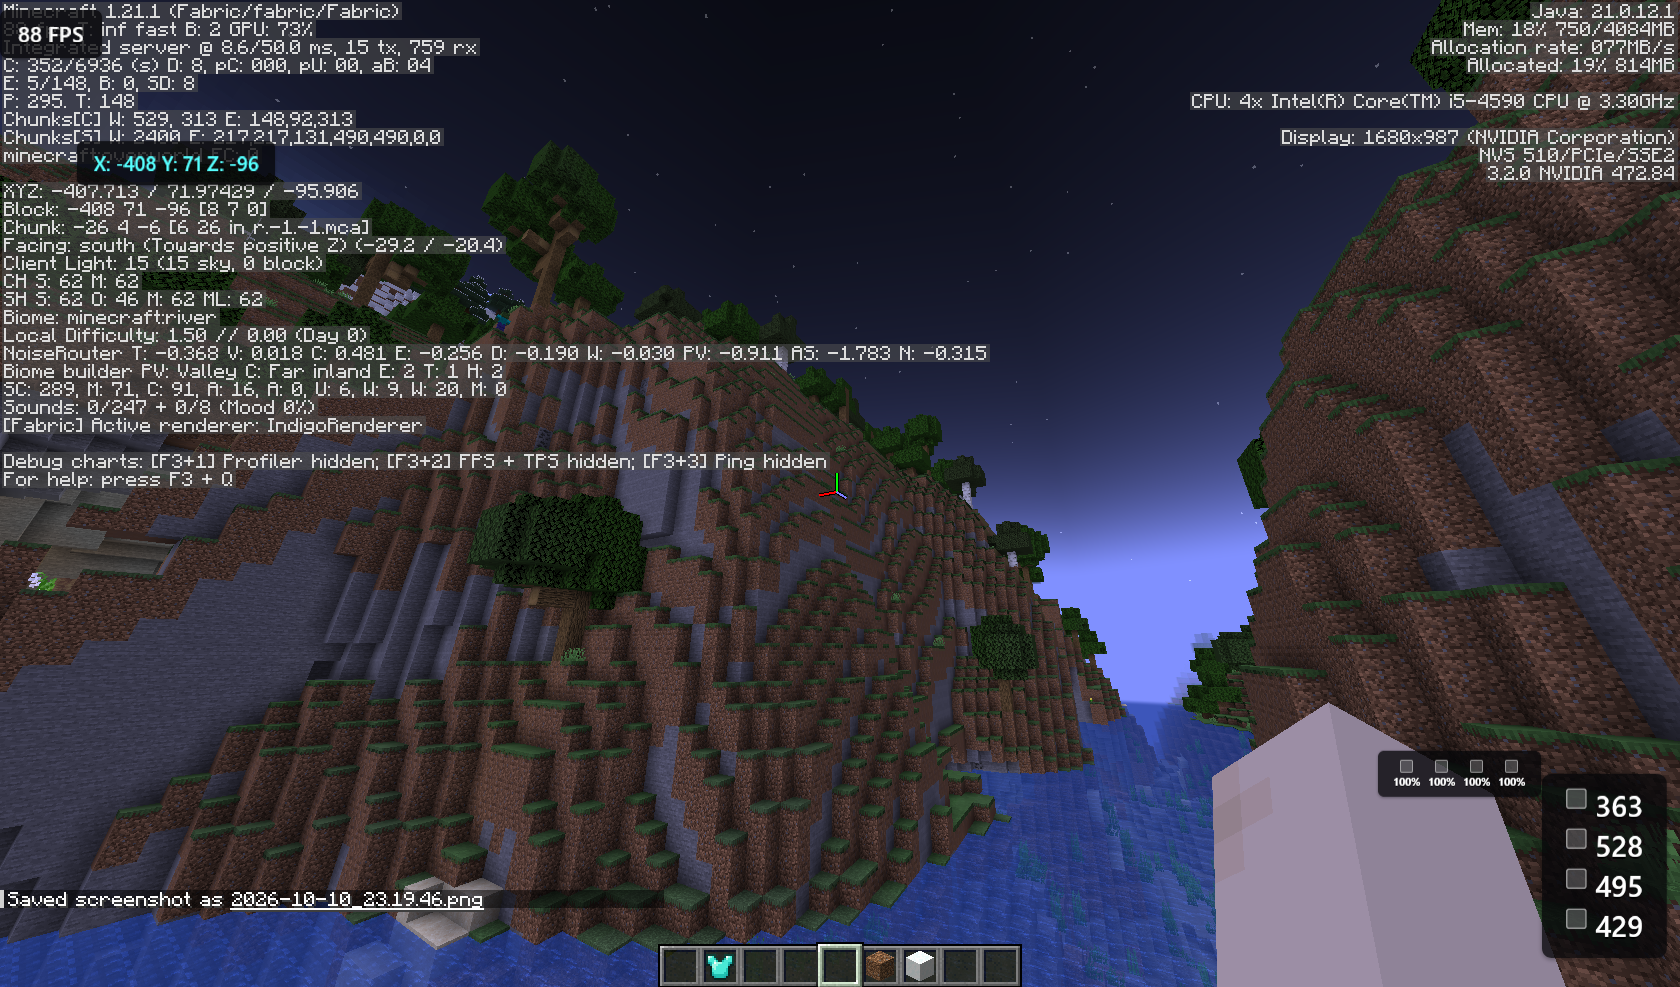 Minecraft 1.21.1 (Fabric/fabric/Fabric)
88 FPS
inf fast B: 2 GPU: 73%
Integrated server @ 8.6/50.0 ms, 15 tx, 759 rx
C: 352/6936 (s) D: 8, pC: 000, pU: 00, aB: 04
E: 5/148, B: 0, SD: 8
P: 295. T: 148
Chunks[C] W: 529, 313 E: 148,92,313
Chunks[S] W: 2400 E: 217,217,131,490,490,0,0
X: -408 Y: 71 Z: -96
XYZ: -407.713 / 71.97429 / -95.906
Block: -408 71 -96 [8 7 0]
Chunk: -26 4 -6 [6 26 in r.-1.-1.mca]
Facing: south (Towards positive Z) (-29.2 / -20.4)
Client Light: 15 (15 sky, 0 block)
CH S: 62 M: 62
SH S: 62 O: 46 M: 62 ML: 62
Biome: minecraft:river
Local Difficulty: 1.50 // 0.00 (Day 0)
NoiseRouter T: -0.368 V: 0.018 C: 0.481 E: -0.256 D: -0.190 W: -0.030 PV: -0.911 AS: -1.783 N: -0.315
Biome builder PV: Valley C: Far inland E: 2 T: 1 H: 2
SC: 289, M: 71, C: 91, A: 16, A: 0, U: 6, W: 9, W: 20, M: 0
Sounds: 0/247 + 0/8 (Mood 0%)
[Fabric] Active renderer: IndigoRenderer
Debug charts: [F3+1] Profiler hidden; [F3+2] FPS + TPS hidden; [F3+3] Ping hidden
For help: press F3 + Q
Java: 21.0.12.1
Mem: 18% 750/4084MB
Allocation rate: 077MB/s
Allocated: 19% 814MB
CPU: 4x Intel(R) Core(TM) i5-4590 CPU @ 3.30GHz
Display: 1680x987 (NVIDIA Corporation)
NVS 510/PCIe/SSE2
3.2.0 NVIDIA 472.84
100% 100% 100% 100%
363
528
495
429
Saved screenshot as 2026-10-10_23.19.46.png